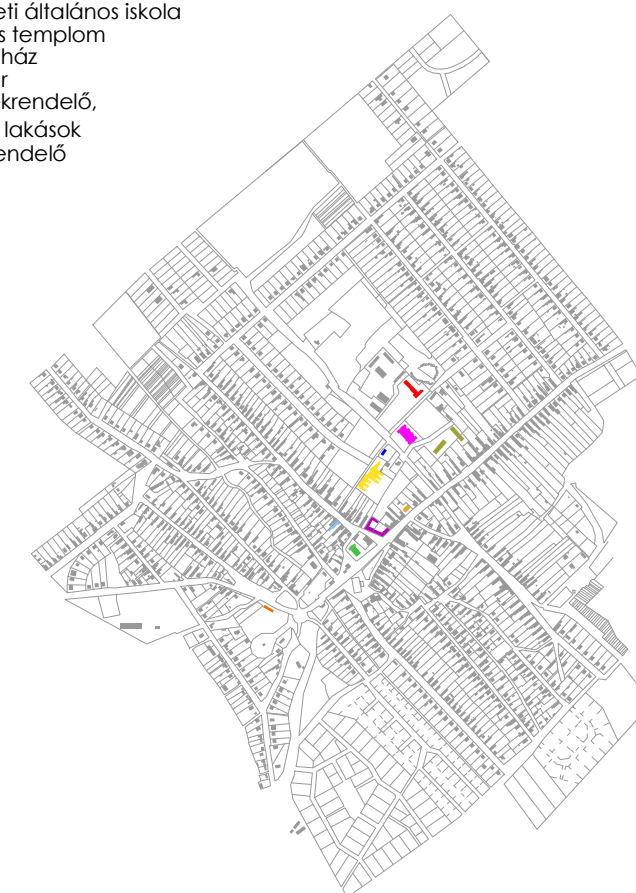 eti általános iskola
s templom
ház
r
krendelő,
lakások
endelő